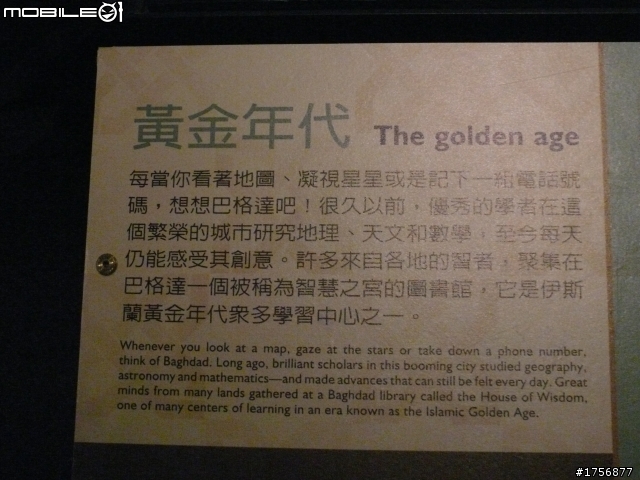 MOBILE01
黃金年代 The golden age
每當你看著地圖、凝視星星或是記下一組電話號
碼，想想巴格達吧！很久以前，優秀的學者在這
個繁榮的城市研究地理、天文和數學，至今每天
仍能感受其創意。許多來自各地的智者，聚集在
巴格達一個被稱為智慧之宮的圖書館，它是伊斯
蘭黃金年代眾多學習中心之一。
Whenever you look at a map, gaze at the stars or take down a phone number,
think of Baghdad. Long ago, brilliant scholars in this booming city studied geography,
astronomy and mathematics—and made advances that can still be felt every day. Great
minds from many lands gathered at a Baghdad library called the House of Wisdom,
one of many centers of learning in an era known as the Islamic Golden Age.
#1756877